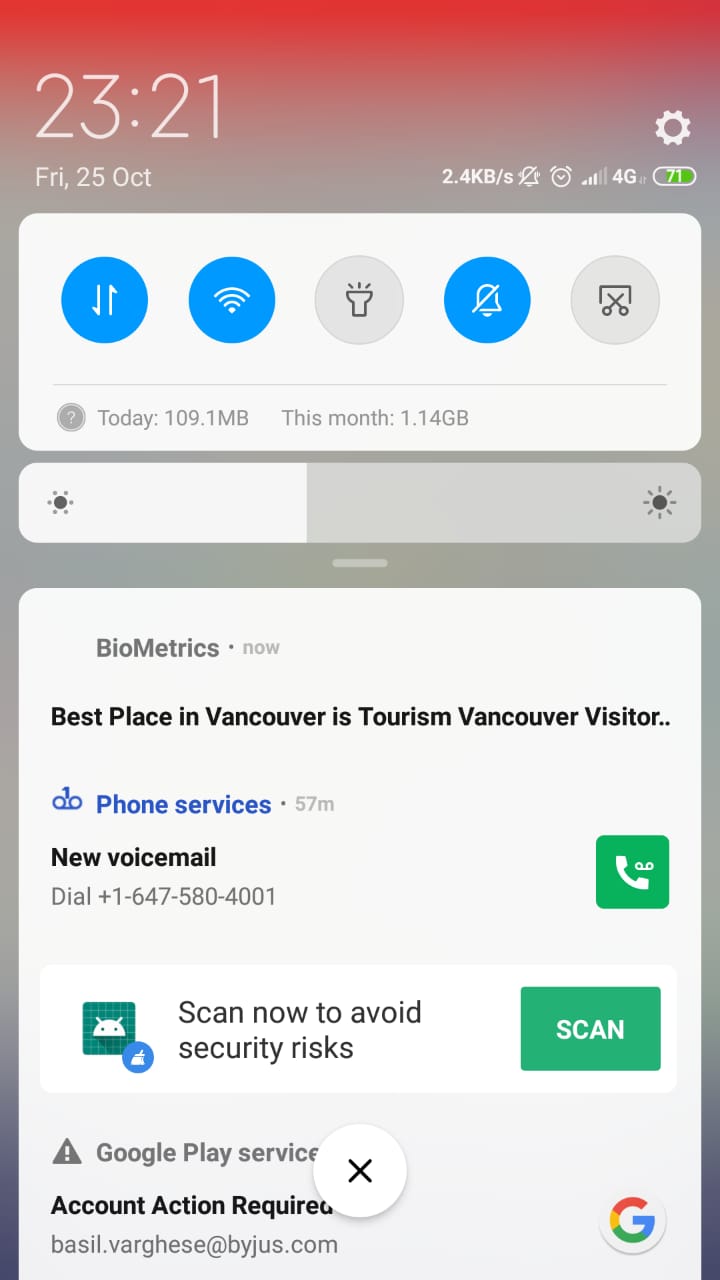 23:21
Fri, 25 Oct
2.4KB/s 4G 71
? Today: 109.1MB This month: 1.14GB
BioMetrics · now
Best Place in Vancouver is Tourism Vancouver Visitor..
Phone services · 57m
New voicemail
Dial +1-647-580-4001
Scan now to avoid
security risks
SCAN
Google Play service
Account Action Required
basil.varghese@byjus.com